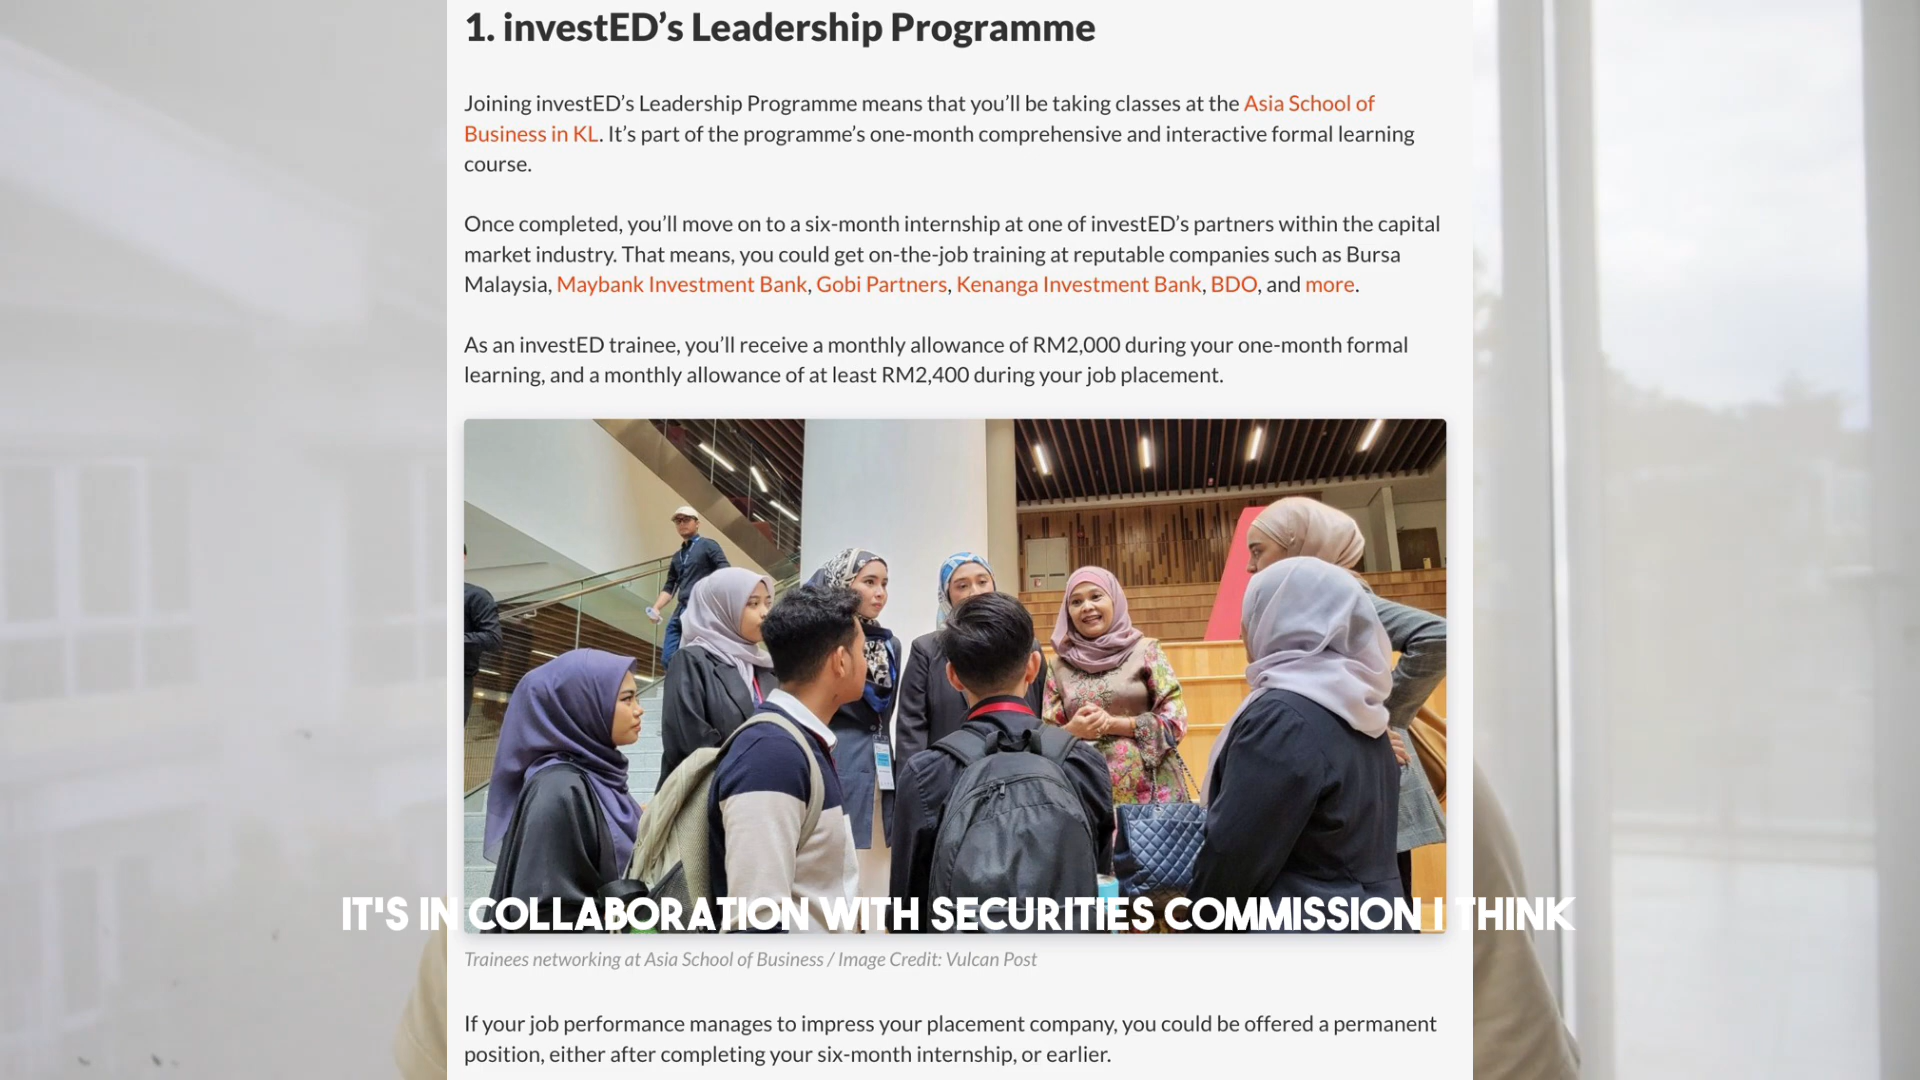 1. investED’s Leadership Programme
Joining investED’s Leadership Programme means that you’ll be taking classes at the Asia School of
Business in KL. It’s part of the programme’s one-month comprehensive and interactive formal learning
course.
Once completed, you’ll move on to a six-month internship at one of investED’s partners within the capital
market industry. That means, you could get on-the-job training at reputable companies such as Bursa
Malaysia, Maybank Investment Bank, Gobi Partners, Kenanga Investment Bank, BDO, and more.
As an investED trainee, you’ll receive a monthly allowance of RM2,000 during your one-month formal
learning, and a monthly allowance of at least RM2,400 during your job placement.
IT'S IN COLLABORATION WITH SECURITIES COMMISSION I THINK
Trainees networking at Asia School of Business / Image Credit: Vulcan Post
If your job performance manages to impress your placement company, you could be offered a permanent
position, either after completing your six-month internship, or earlier.